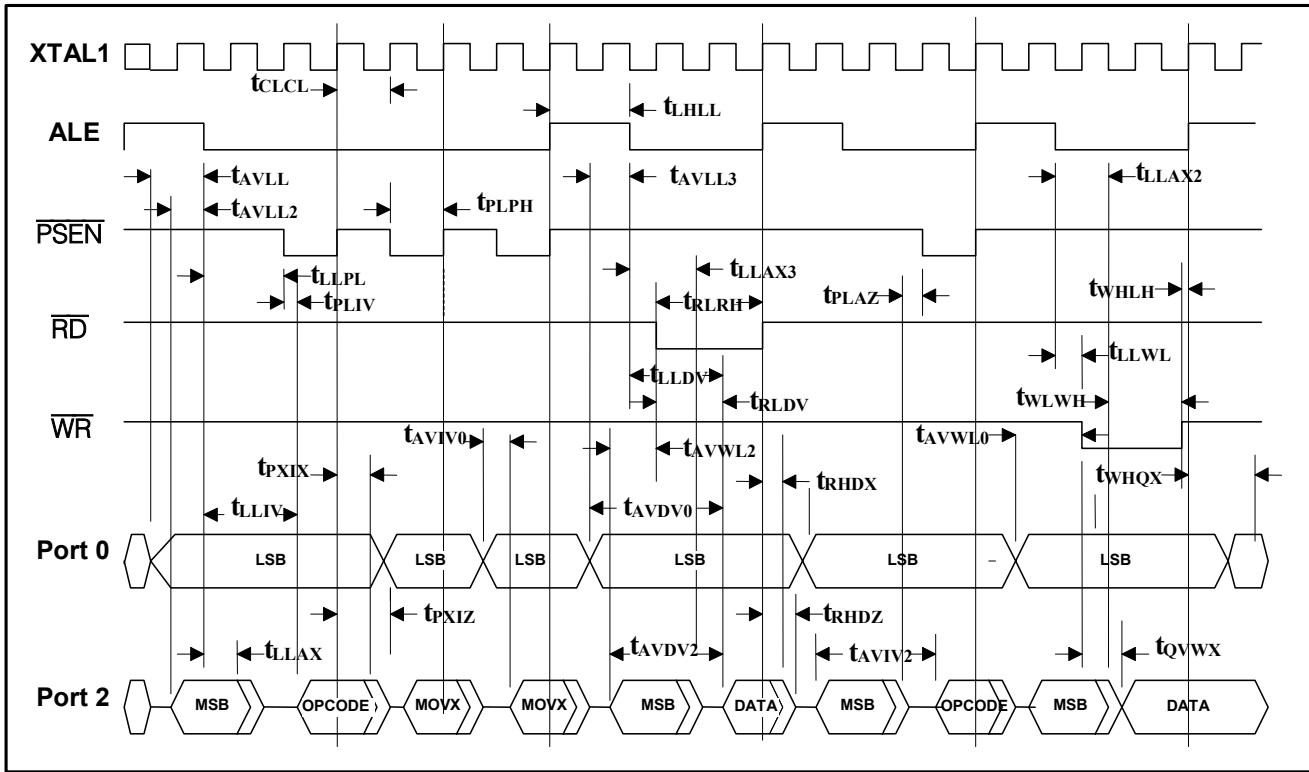 XTAL1
tCLCL
tLHLL
ALE
tAVLL
tAVLL3
tLLAX2
tAVLL2
tPLPH
PSEN
tLLPL
tLLAX3
tPLIV
tRLRH
tPLAZ
tWHLH
RD
tLLWL
tLLDV
tRLDV
tWLWH
WR
tAVIV0
tAVWL2
tAVWL0
tPXIX
tRHDX
tWHQX
tLLIV
tAVDV0
Port 0
LSB LSB LSB LSB LSB LSB
tPXIZ
tRHDZ
tLLAX
tAVDV2
tAVIV2
tQVWX
Port 2
MSB OPCODE MOVX MOVX MSB DATA MSB OPCODE MSB DATA